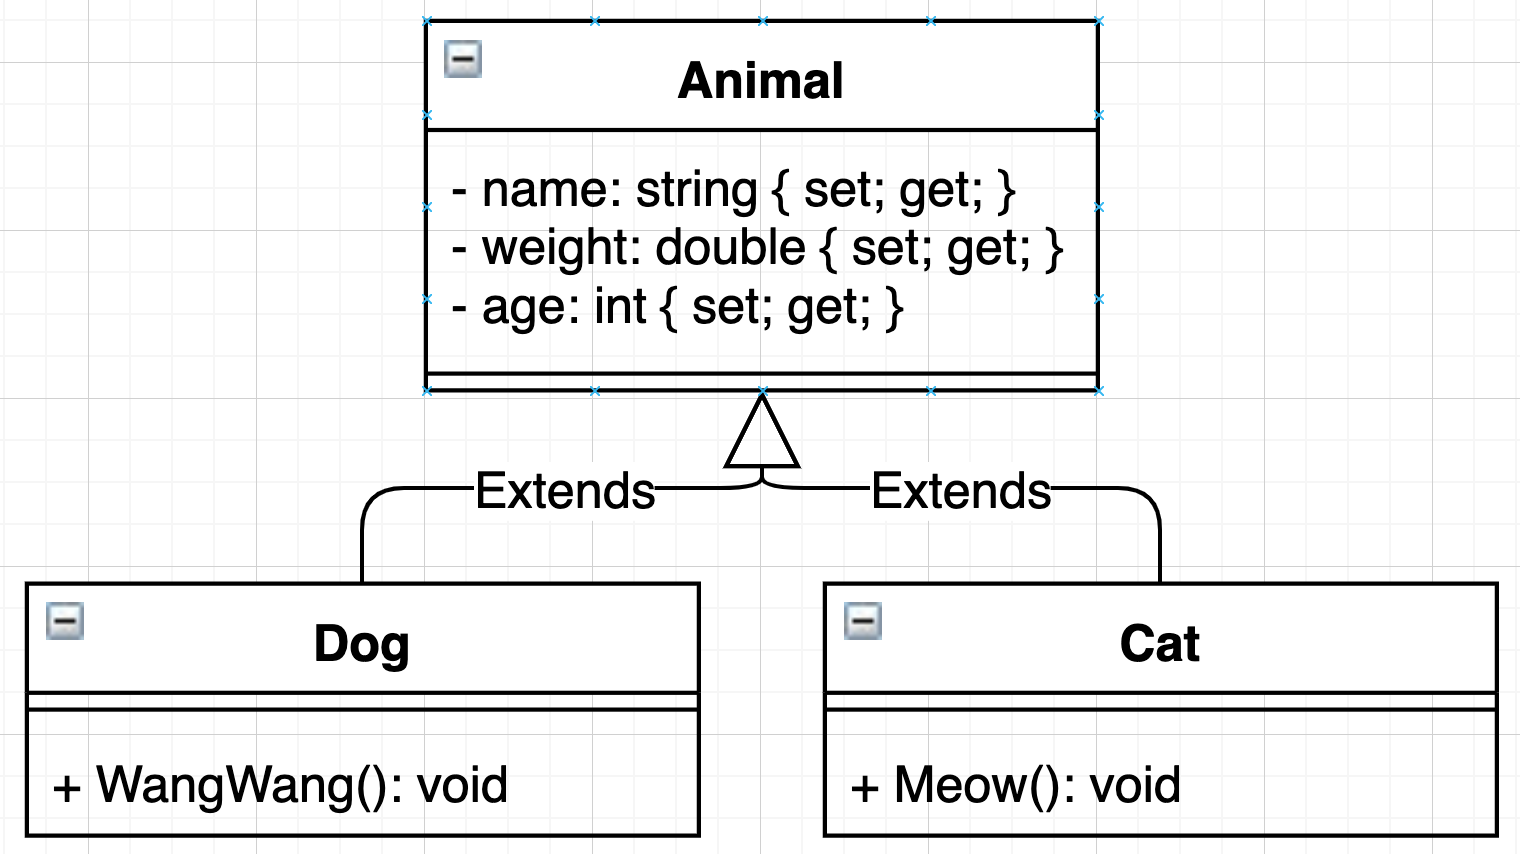 Animal
- name: string { set; get; }
- weight: double { set; get; }
- age: int { set; get; }
Extends
Extends
Dog
+ WangWang(): void
Cat
+ Meow(): void